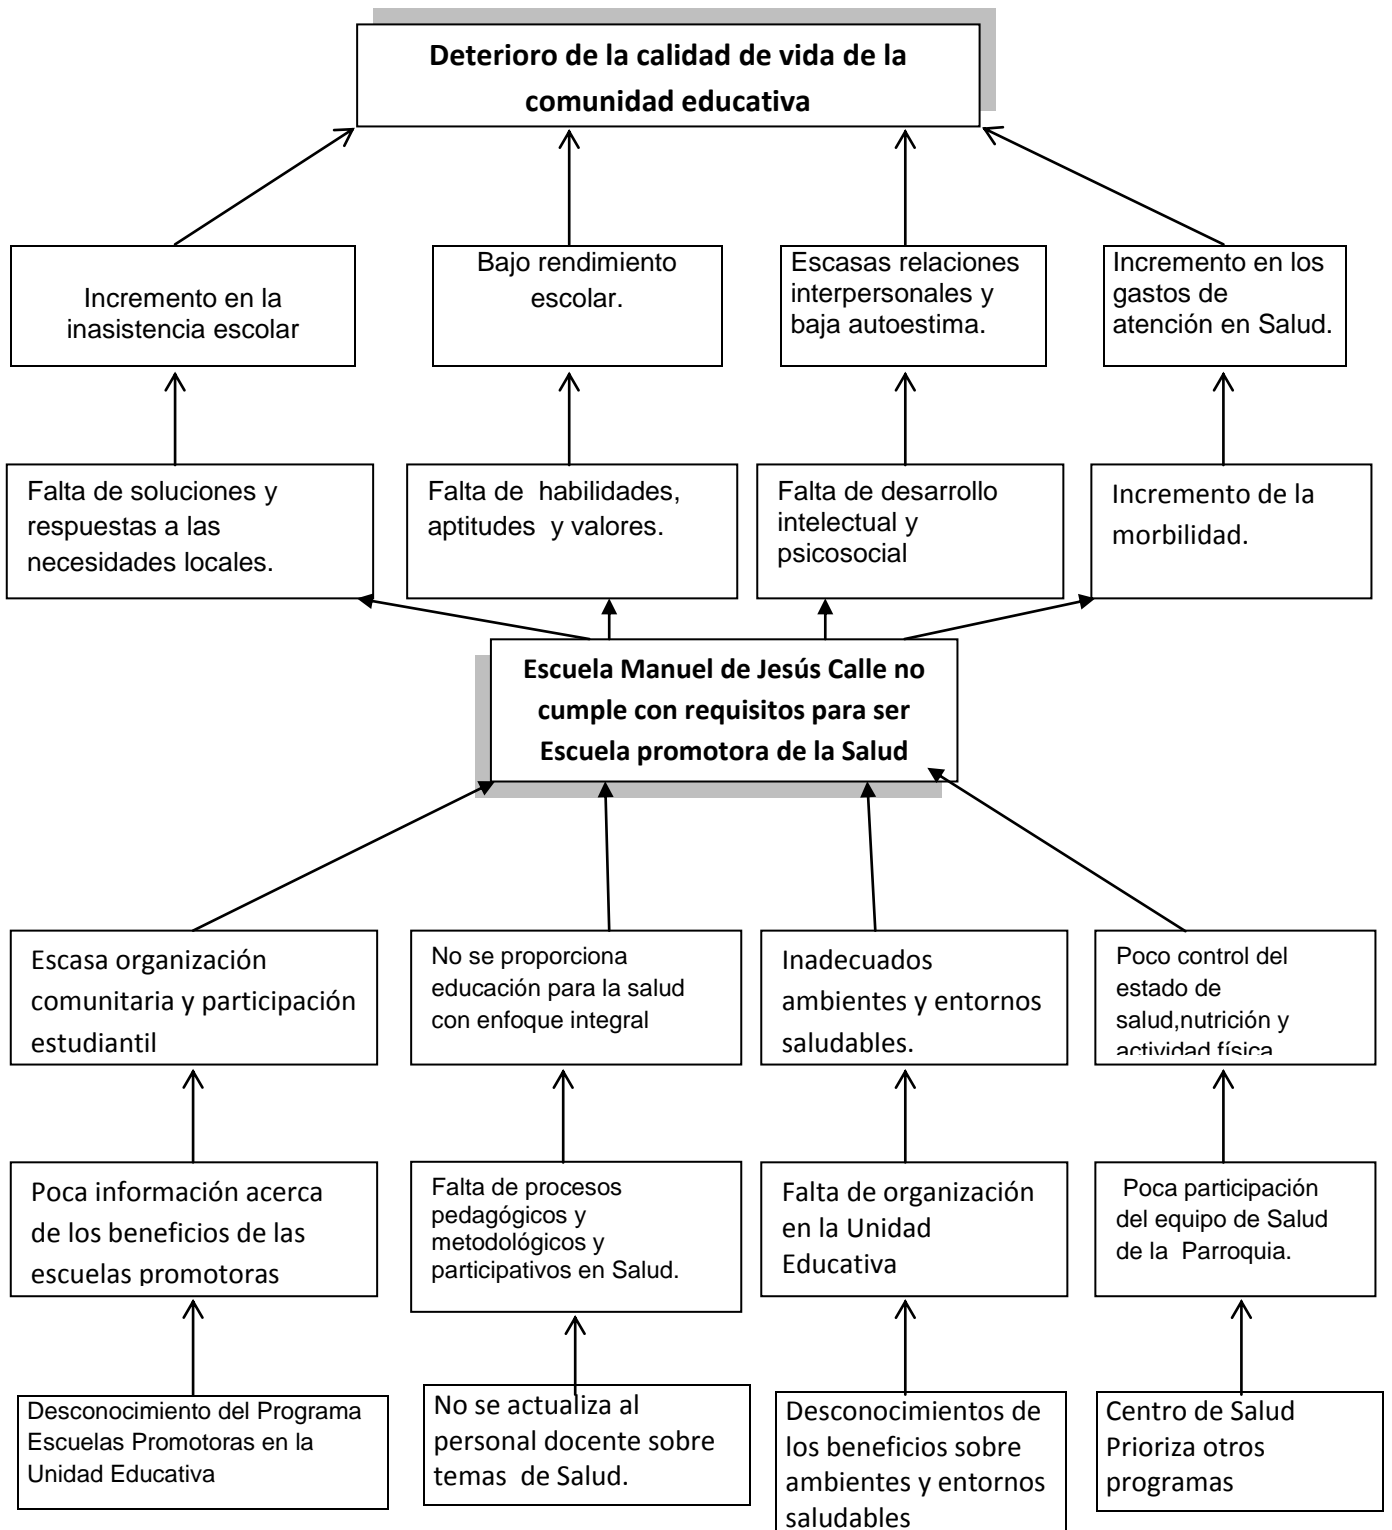 Deterioro de la calidad de vida de la
comunidad educativa
Incremento en la
inasistencia escolar
Bajo rendimiento
escolar.
Escasas relaciones
interpersonales y
baja autoestima.
Incremento en los
gastos de
atención en Salud.
Falta de soluciones y
respuestas a las
necesidades locales.
Falta de  habilidades,
aptitudes  y valores.
Falta de desarrollo
intelectual y
psicosocial
Incremento de la
morbilidad.
Escuela Manuel de Jesús Calle no
cumple con requisitos para ser
Escuela promotora de la Salud
Escasa organización
comunitaria y participación
estudiantil
No se proporciona
educación para la salud
con enfoque integral
Inadecuados
ambientes y entornos
saludables.
Poco control del
estado de
salud,nutrición y
actividad física
Poca información acerca
de los beneficios de las
escuelas promotoras
Falta de procesos
pedagógicos y
metodológicos y
participativos en Salud.
Falta de organización
en la Unidad
Educativa
Poca participación
del equipo de Salud
de la  Parroquia.
Desconocimiento del Programa
Escuelas Promotoras en la
Unidad Educativa
No se actualiza al
personal docente sobre
temas  de Salud.
Desconocimientos de
los beneficios sobre
ambientes y entornos
saludables
Centro de Salud
Prioriza otros
programas